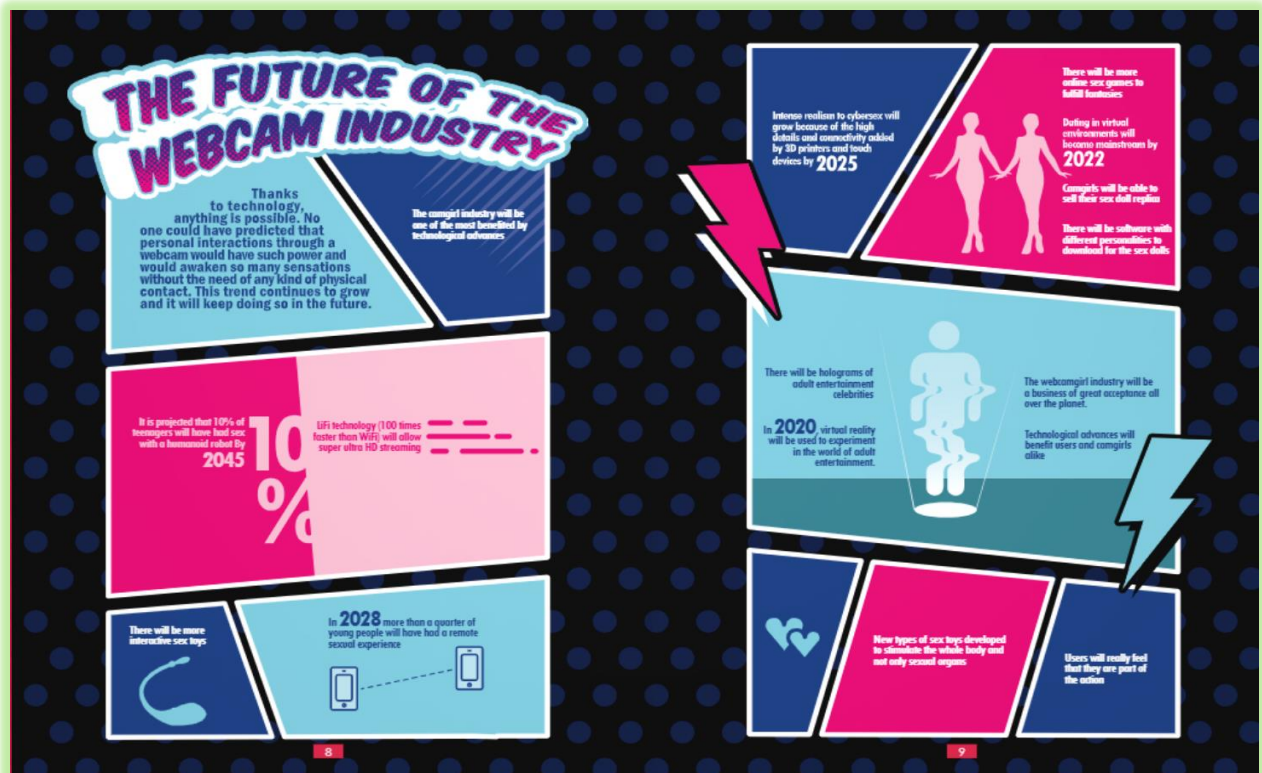 THE FUTURE OF THE
WEBCAM INDUSTRY
Thanks
to technology,
anything is possible. No
one could have predicted that
personal interactions through a
webcam would have such power and
would awaken so many sensations
without the need of any kind of physical
contact. This trend continues to grow
and it will keep doing so in the future.
The camgirl industry will be
one of the most benefited by
technological advances
It is projected that 10% of
teenagers will have had sex
with a humanoid robot By
2045
10
%
LiFi technology (100 times
faster than WiFi) will allow
super ultra HD streaming
There will be more
interactive sex toys
In 2028 more than a quarter of
young people will have had a remote
sexual experience
8
Intense realism to cybersex will
grow because of the high
details and connectivity added
by 3D printers and touch
devices by 2025
There will be more
online sex games to
fulfill fantasies
Dating in virtual
environments will
become mainstream by
2022
Camgirls will be able to
sell their sex doll replica
There will be software with
different personalities to
download for the sex dolls
There will be holograms of
adult entertainment
celebrities
In 2020, virtual reality
will be used to experiment
in the world of adult
entertainment.
The webcamgirl industry will be
a business of great acceptance all
over the planet.
Technological advances will
benefit users and camgirls
alike
New types of sex toys developed
to stimulate the whole body and
not only sexual organs
Users will really feel
that they are part of
the action
9